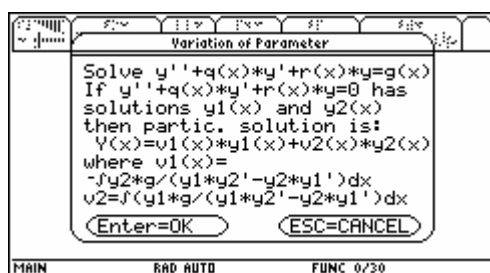 Variation of Parameter
Solve y''+q(x)*y'+r(x)*y=g(x)
If y''+q(x)*y'+r(x)*y=0 has
solutions y1(x) and y2(x)
then partic. solution is:
Y(x)=v1(x)*y1(x)+v2(x)*y2(x)
where v1(x)=
⁻∫y2*g/(y1*y2'-y2*y1')dx
v2=∫(y1*g/(y1*y2'-y2*y1')dx
Enter=OK ESC=CANCEL
MAIN RAD AUTO FUNC 0/30